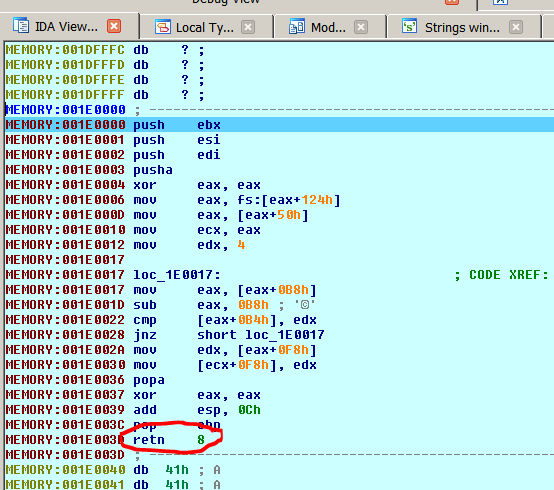 Debug View
IDA View...
Local Ty...
Mod...
Strings win...
MEMORY:001DFFFC db ? ;
MEMORY:001DFFFD db ? ;
MEMORY:001DFFFE db ? ;
MEMORY:001DFFFF db ? ;
MEMORY:001E0000 ; ---------------------------------------------------------
MEMORY:001E0000 push ebx
MEMORY:001E0001 push esi
MEMORY:001E0002 push edi
MEMORY:001E0003 pusha
MEMORY:001E0004 xor eax, eax
MEMORY:001E0006 mov eax, fs:[eax+124h]
MEMORY:001E000D mov eax, [eax+50h]
MEMORY:001E0010 mov ecx, eax
MEMORY:001E0012 mov edx, 4
MEMORY:001E0017
MEMORY:001E0017 loc_1E0017: ; CODE XREF:
MEMORY:001E0017 mov eax, [eax+0B8h]
MEMORY:001E001D sub eax, 0B8h ; '
MEMORY:001E0022 cmp [eax+0B4h], edx
MEMORY:001E0028 jnz short loc_1E0017
MEMORY:001E002A mov edx, [eax+0F8h]
MEMORY:001E0030 mov [ecx+0F8h], edx
MEMORY:001E0036 popa
MEMORY:001E0037 xor eax, eax
MEMORY:001E0039 add esp, 0Ch
MEMORY:001E003C pop ebp
MEMORY:001E003D retn 8
MEMORY:001E003D ; ---------------------------------------------------------
MEMORY:001E0040 db 41h ; A
MEMORY:001E0041 db 41h ; A